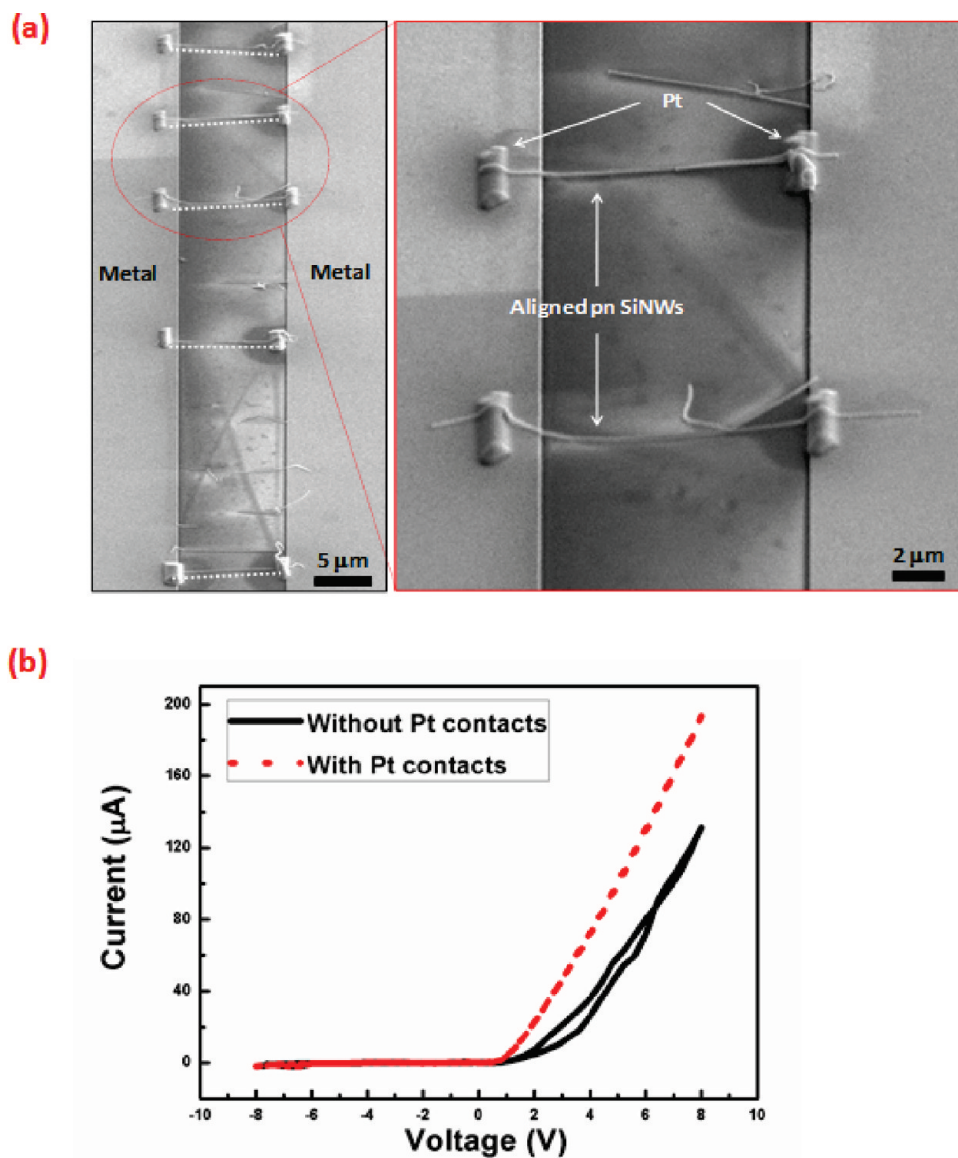 (a)
Pt
Metal
Metal
Aligned pn SiNWs
5 μm
2 μm
(b)
200
160
120
80
40
0
Without Pt contacts
With Pt contacts
Current (μA)
-10 -8 -6 -4 -2 0 2 4 6 8 10
Voltage (V)